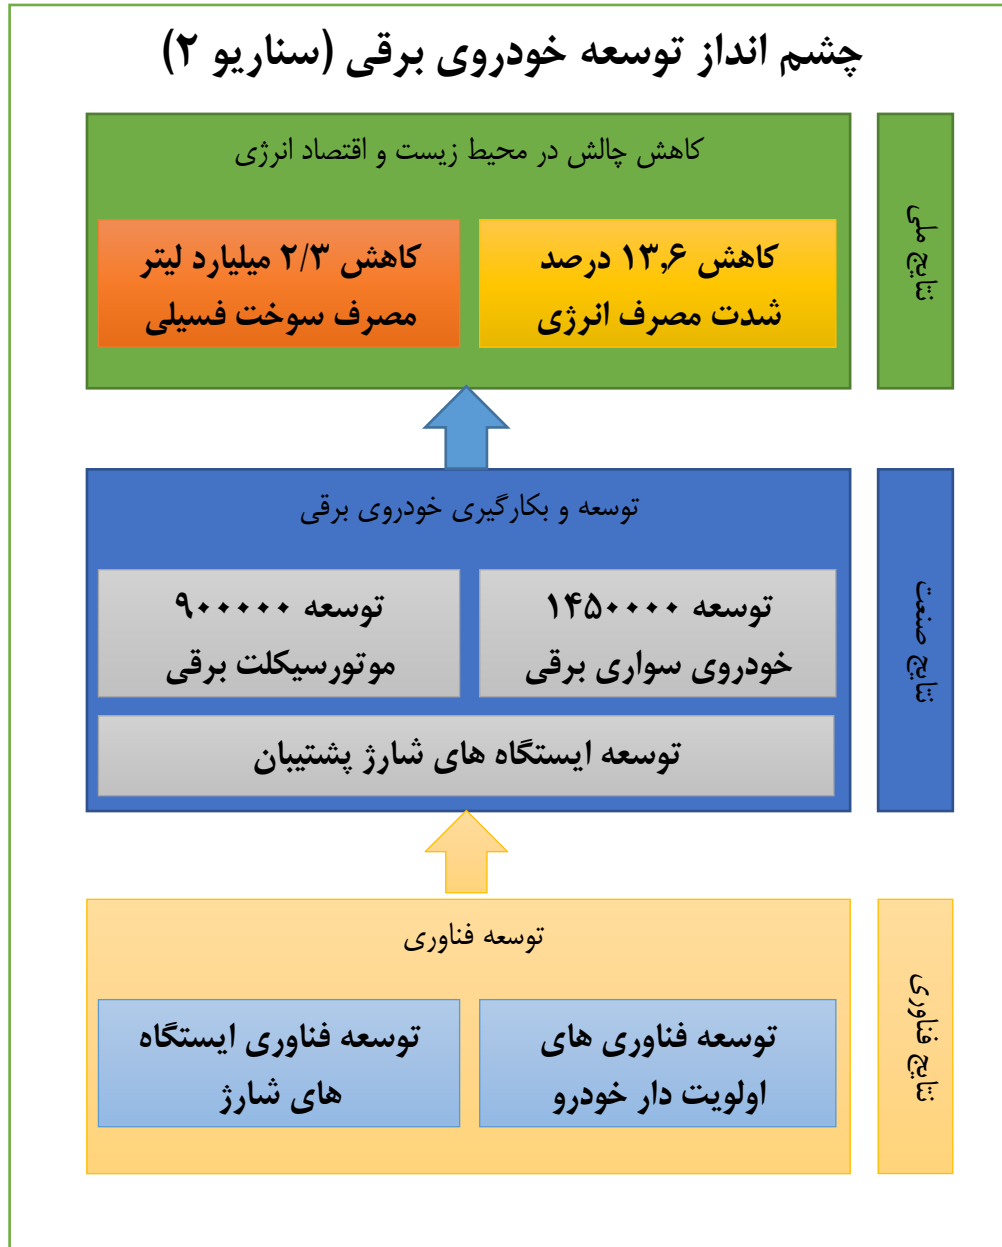 چشم انداز توسعه خودروی برقی (سناریو ۲)
نتایج ملی
کاهش چالش در محیط زیست و اقتصاد انرژی
کاهش ۱۳٫۶ درصد
شدت مصرف انرژی
کاهش ۲/۳ میلیارد لیتر
مصرف سوخت فسیلی
نتایج صنعت
توسعه و بکارگیری خودروی برقی
توسعه ۱۴۵۰۰۰۰
خودروی سواری برقی
توسعه ۹۰۰۰۰۰
موتورسیکلت برقی
توسعه ایستگاه های شارژ پشتیبان
نتایج فناوری
توسعه فناوری
توسعه فناوری های
اولویت دار خودرو
توسعه فناوری ایستگاه
های شارژ